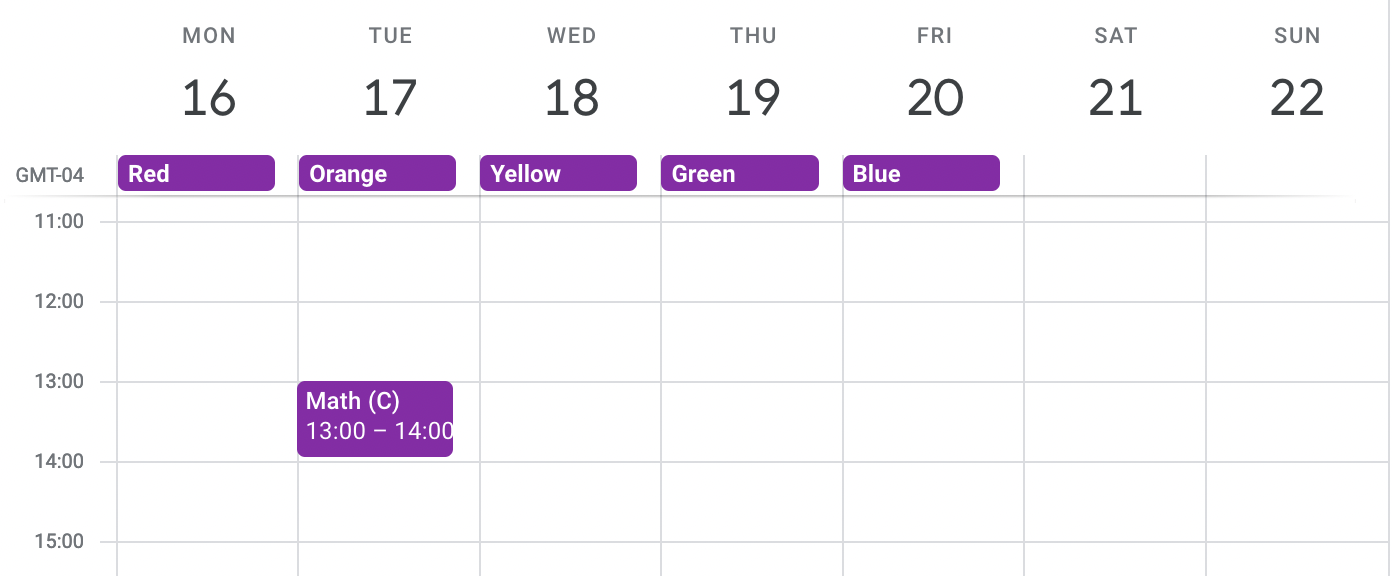 MON TUE WED THU FRI SAT SUN
16 17 18 19 20 21 22
GMT-04 Red Orange Yellow Green Blue
11:00
12:00
13:00
Math (C)
13:00 – 14:00
14:00
15:00